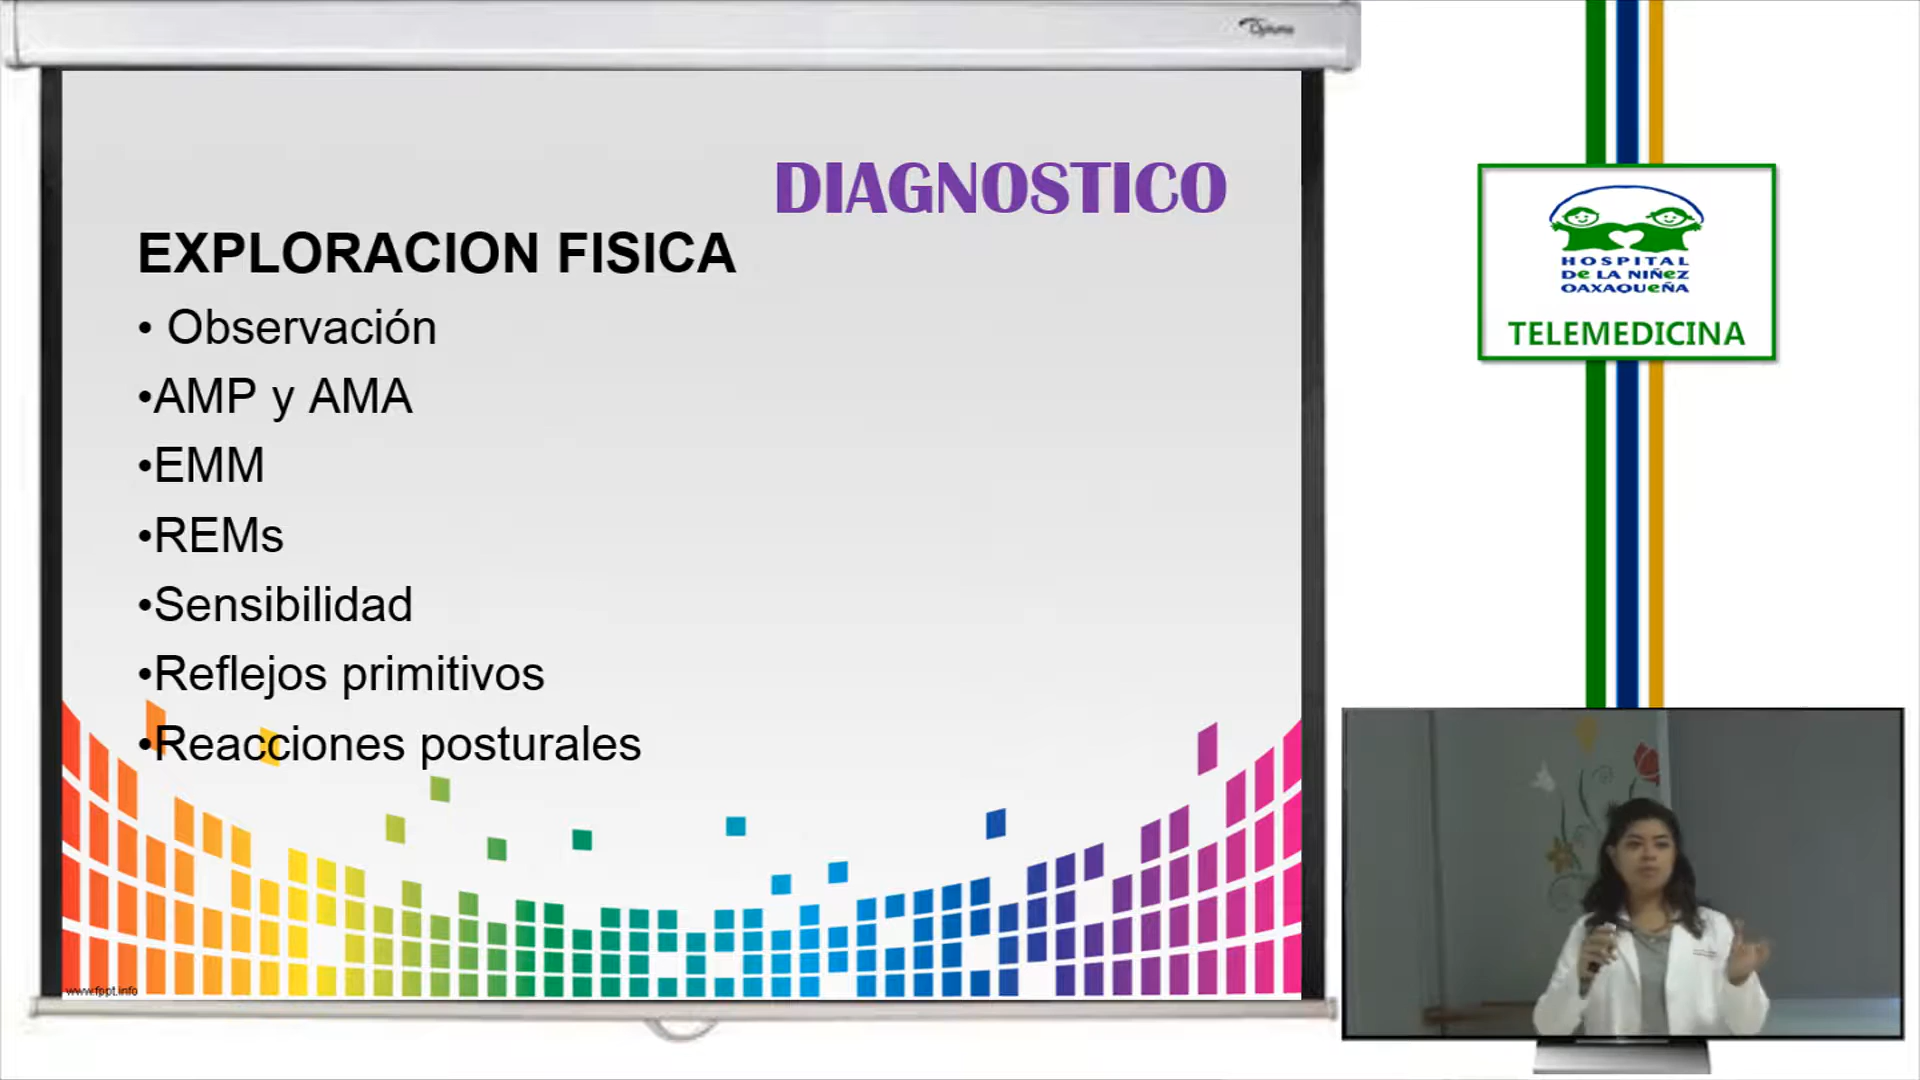 DIAGNOSTICO
EXPLORACION FISICA
• Observación
•AMP y AMA
•EMM
•REMs
•Sensibilidad
•Reflejos primitivos
•Reacciones posturales
www.fppt.info
HOSPITAL
De LA NIÑeZ
OAXAQUeÑA
TELEMEDICINA